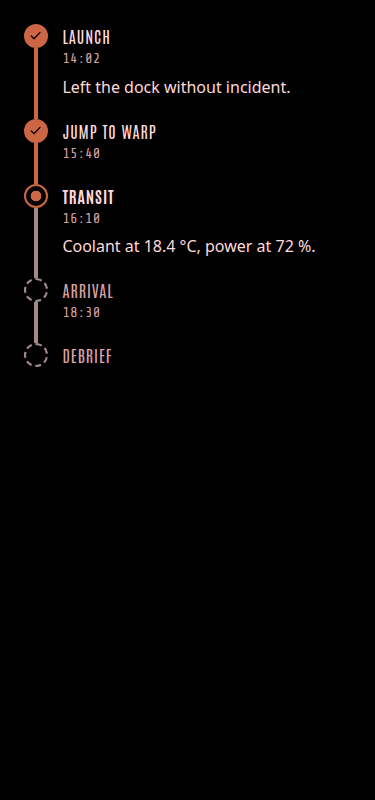 LAUNCH
14:02
Left the dock without incident.
JUMP TO WARP
15:40
TRANSIT
16:10
Coolant at 18.4 °C, power at 72 %.
ARRIVAL
18:30
DEBRIEF